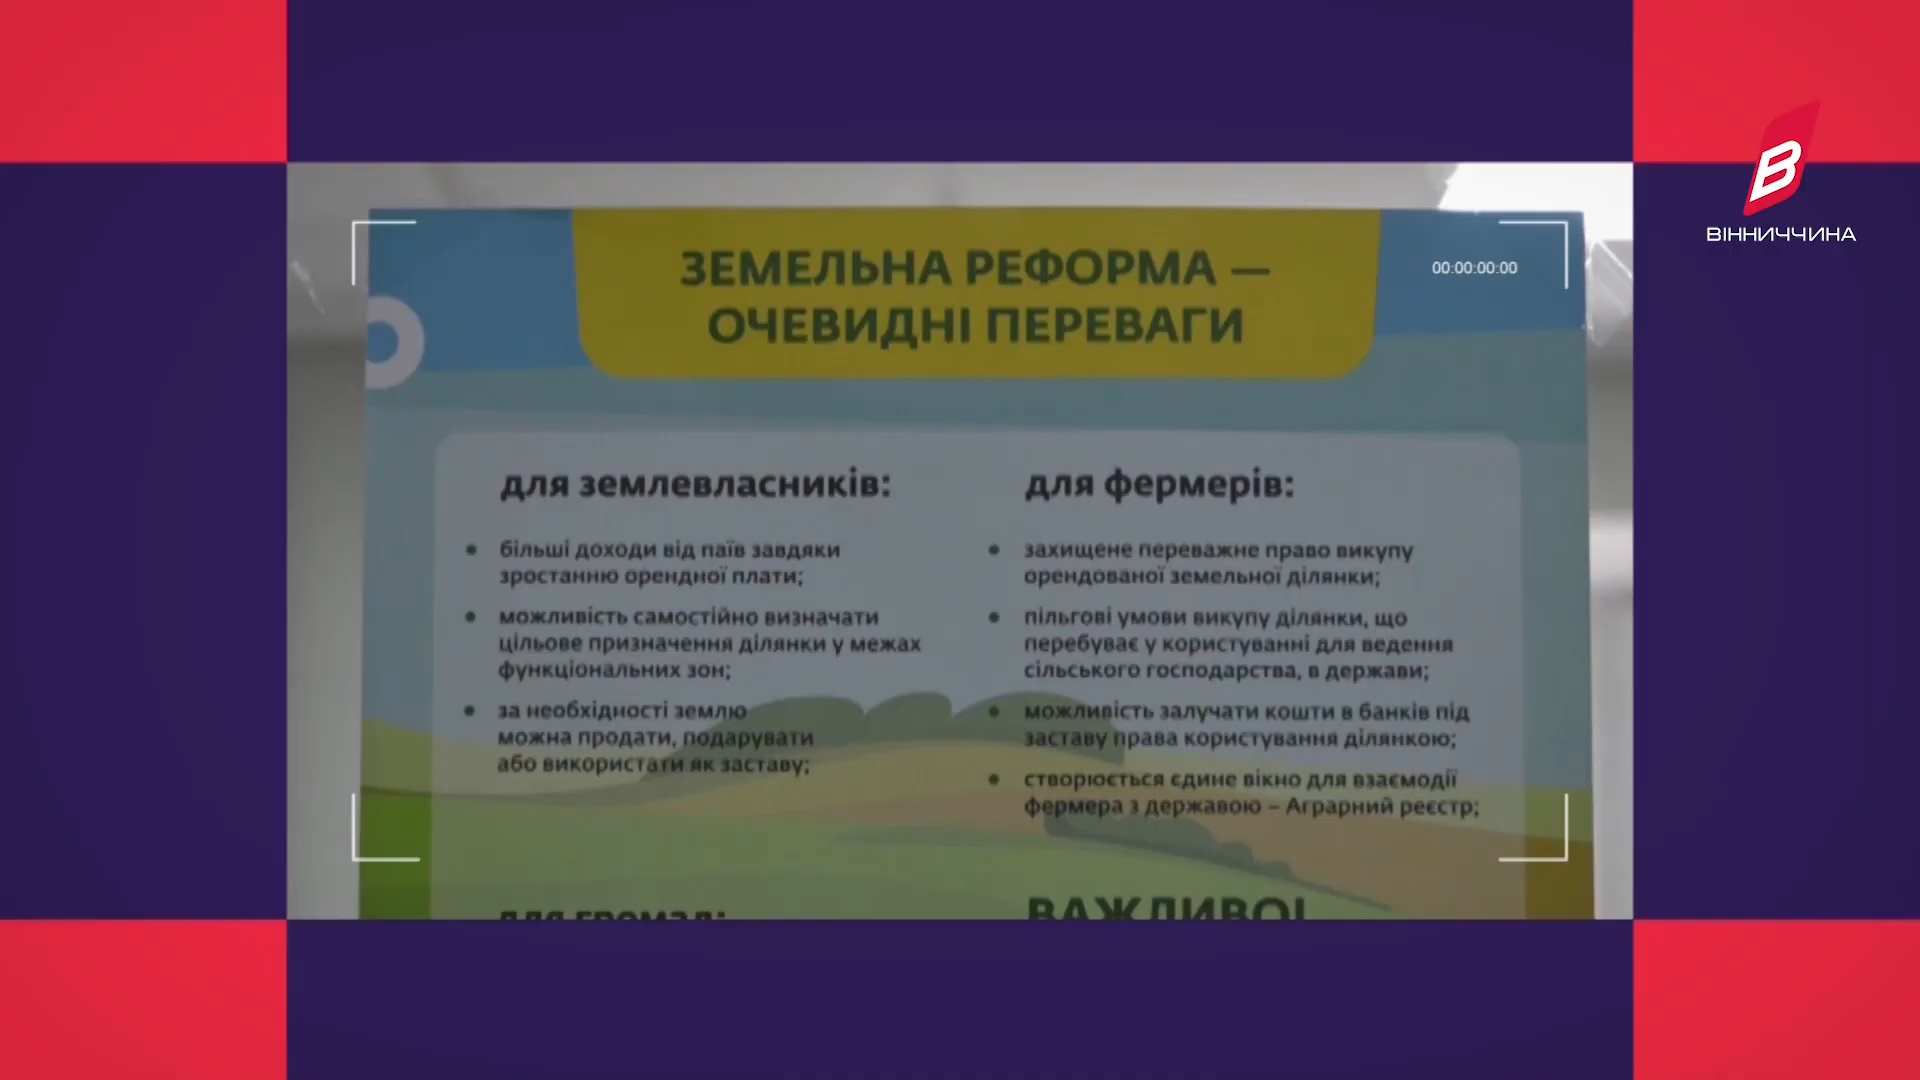 В
ВІННИЧЧИНА
00:00:00:00
ЗЕМЕЛЬНА РЕФОРМА —
ОЧЕВИДНІ ПЕРЕВАГИ
для землевласників:
• більші доходи від паїв завдяки
зростанню орендної плати;
• можливість самостійно визначати
цільове призначення ділянки у межах
функціональних зон;
• за необхідності землю
можна продати, подарувати
або використати як заставу;
для фермерів:
• захищене переважне право викупу
орендованої земельної ділянки;
• пільгові умови викупу ділянки, що
перебуває у користуванні для ведення
сільського господарства, в держави;
• можливість залучати кошти в банків під
заставу права користування ділянкою;
• створюється єдине вікно для взаємодії
фермера з державою – Аграрний реєстр;
для громад: